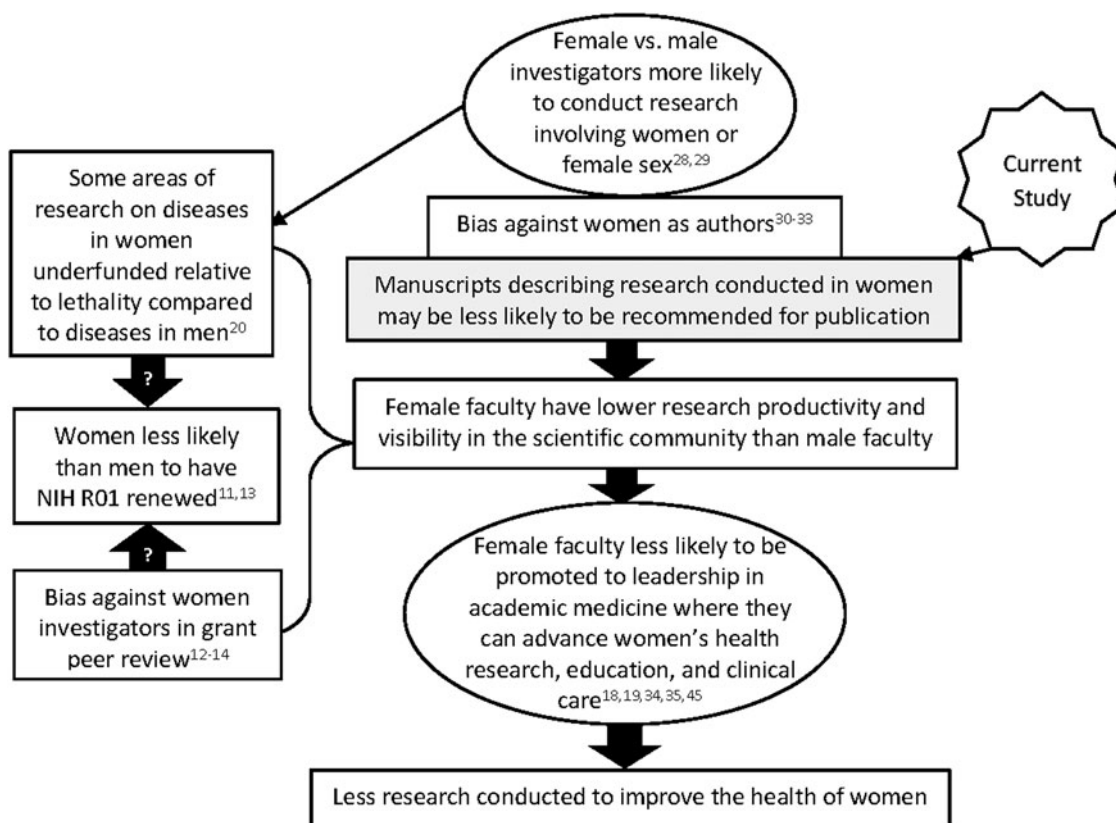 Female vs. male
investigators more likely
to conduct research
involving women or
female sex28,29
Current
Study
Some areas of
research on diseases
in women
underfunded relative
to lethality compared
to diseases in men20
Bias against women as authors30-33
Manuscripts describing research conducted in women
may be less likely to be recommended for publication
?
Women less likely
than men to have
NIH R01 renewed11,13
Female faculty have lower research productivity and
visibility in the scientific community than male faculty
?
Bias against women
investigators in grant
peer review12-14
Female faculty less likely to be
promoted to leadership in
academic medicine where they
can advance women's health
research, education, and clinical
care18,19,34,35,45
Less research conducted to improve the health of women